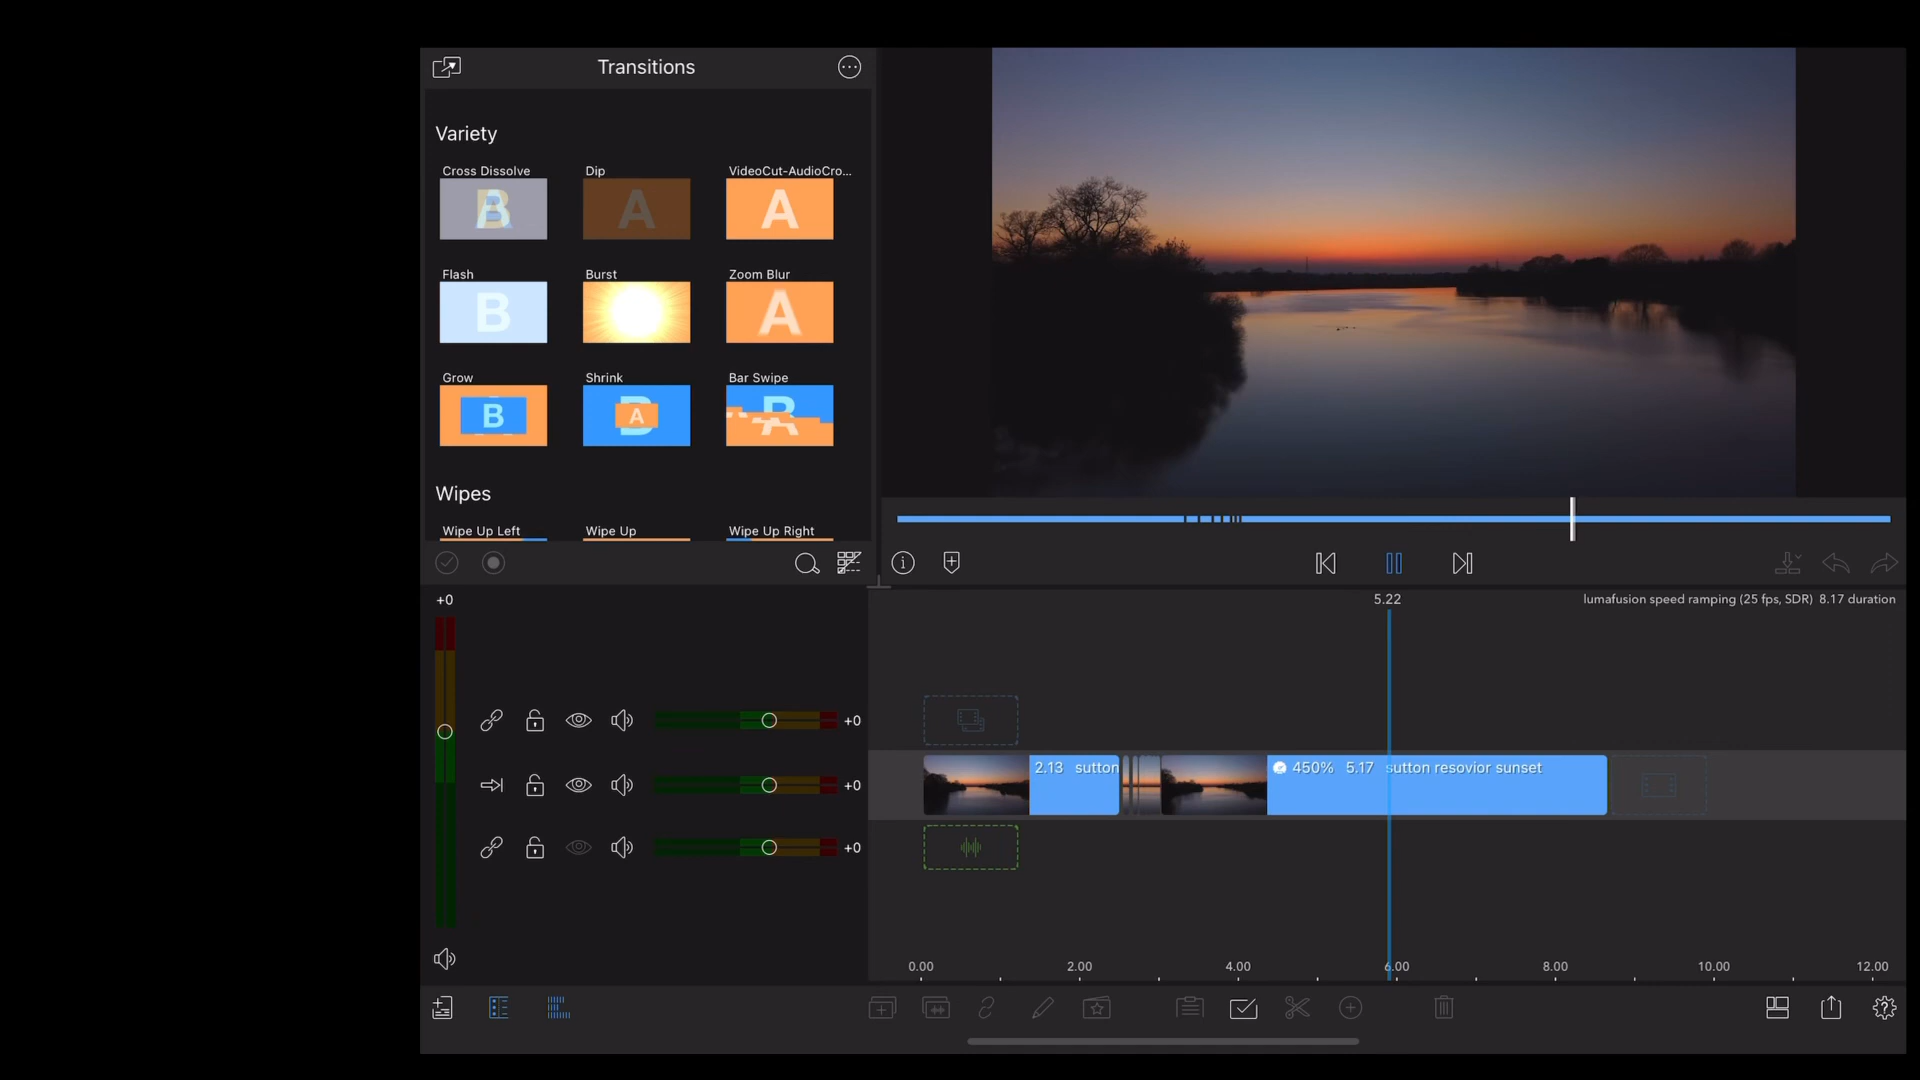 Transitions
Variety
Cross Dissolve
Dip
VideoCut-AudioCro...
B
A
A
Flash
Burst
Zoom Blur
B
A
Grow
Shrink
Bar Swipe
B
A
Wipes
Wipe Up Left
Wipe Up
Wipe Up Right
+0
5.22
lumafusion speed ramping (25 fps, SDR) 8.17 duration
+0
2.13 sutton
450% 5.17 sutton resovior sunset
+0
+0
0.00 2.00 4.00 6.00 8.00 10.00 12.00